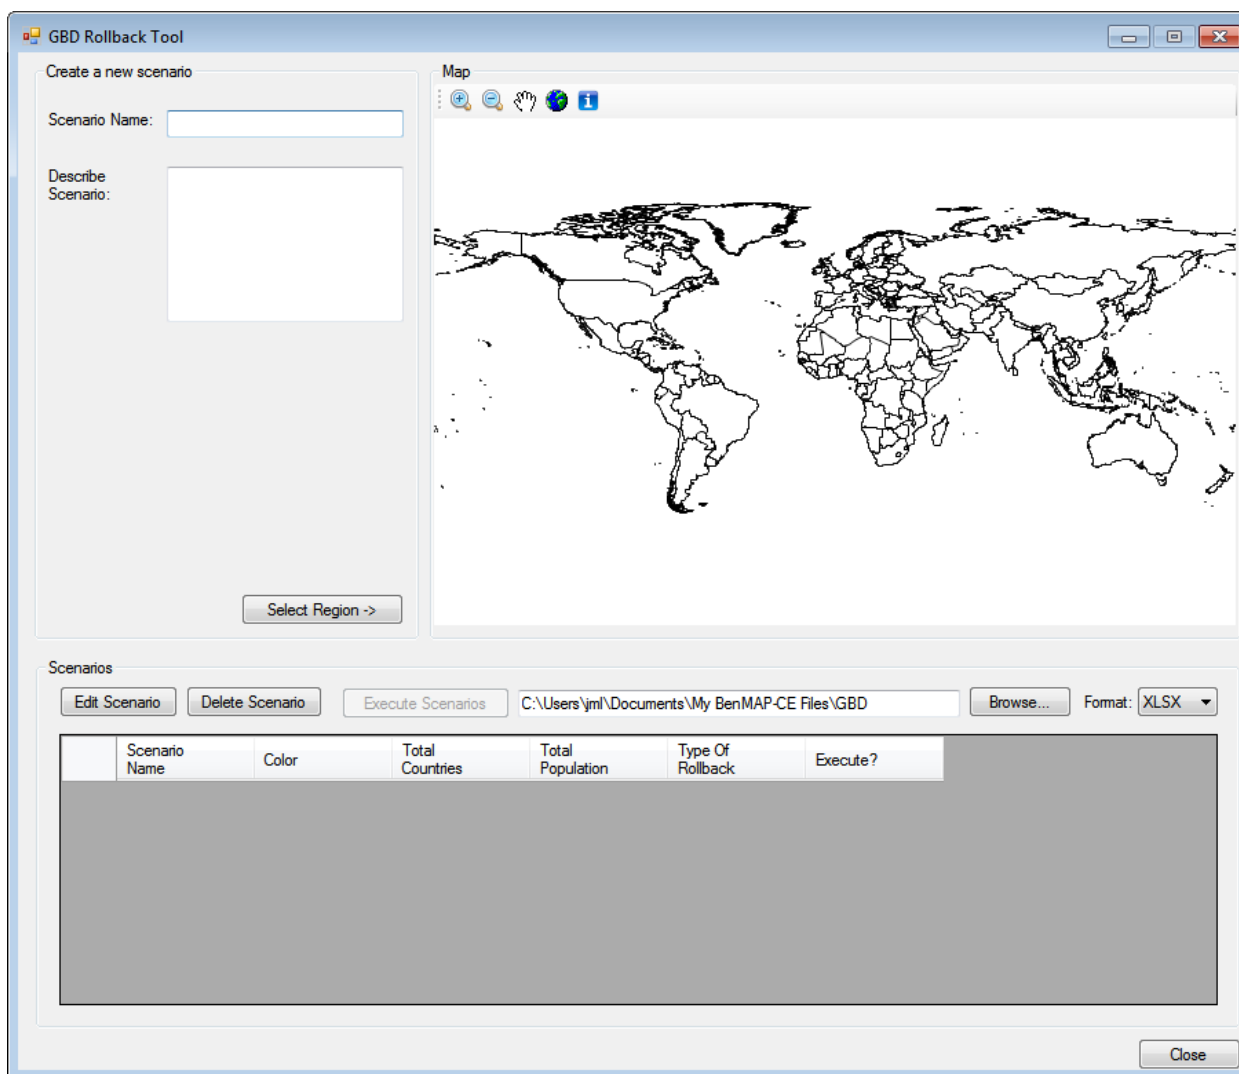 GBD Rollback Tool
Create a new scenario
Scenario Name:
Describe
Scenario:
Select Region ->
Map
Scenarios
Edit Scenario Delete Scenario Execute Scenarios C:\Users\jml\Documents\My BenMAP-CE Files\GBD Browse... Format: XLSX
Scenario Name Color Total Countries Total Population Type Of Rollback Execute?
Close